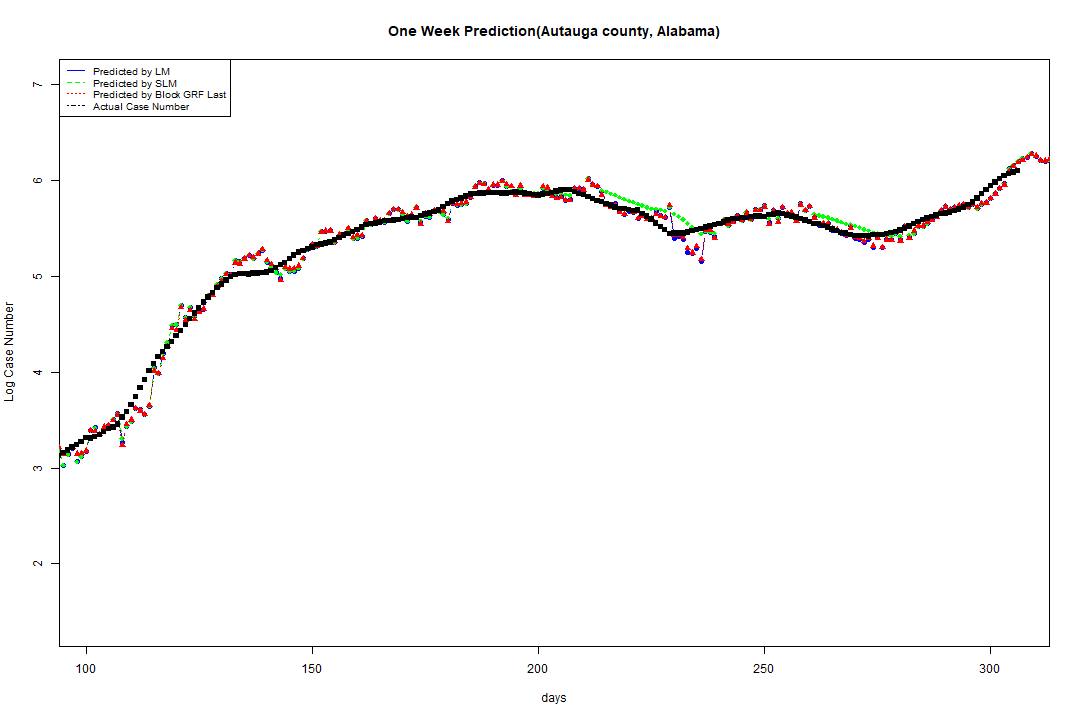 One Week Prediction(Autauga county, Alabama)
Predicted by LM
Predicted by SLM
Predicted by Block GRF Last
Actual Case Number
7
6
5
4
3
2
Log Case Number
100 150 200 250 300
days